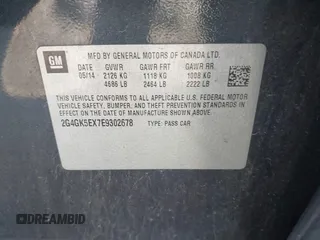 GM
MFD BY GENERAL MOTORS OF CANADA LTD.
DATE GVWR GAWR FRT GAWR RR
05/14 2126 KG 1118 KG 1008 KG
4686 LB 2464 LB 2222 LB
THIS VEHICLE CONFORMS TO ALL APPLICABLE U.S. FEDERAL MOTOR
VEHICLE SAFETY, BUMPER, AND THEFT PREVENTION STANDARDS IN
EFFECT ON THE DATE OF MANUFACTURE SHOWN ABOVE.
2G4GK5EX7E9302678 TYPE: PASS CAR
DREAMBID